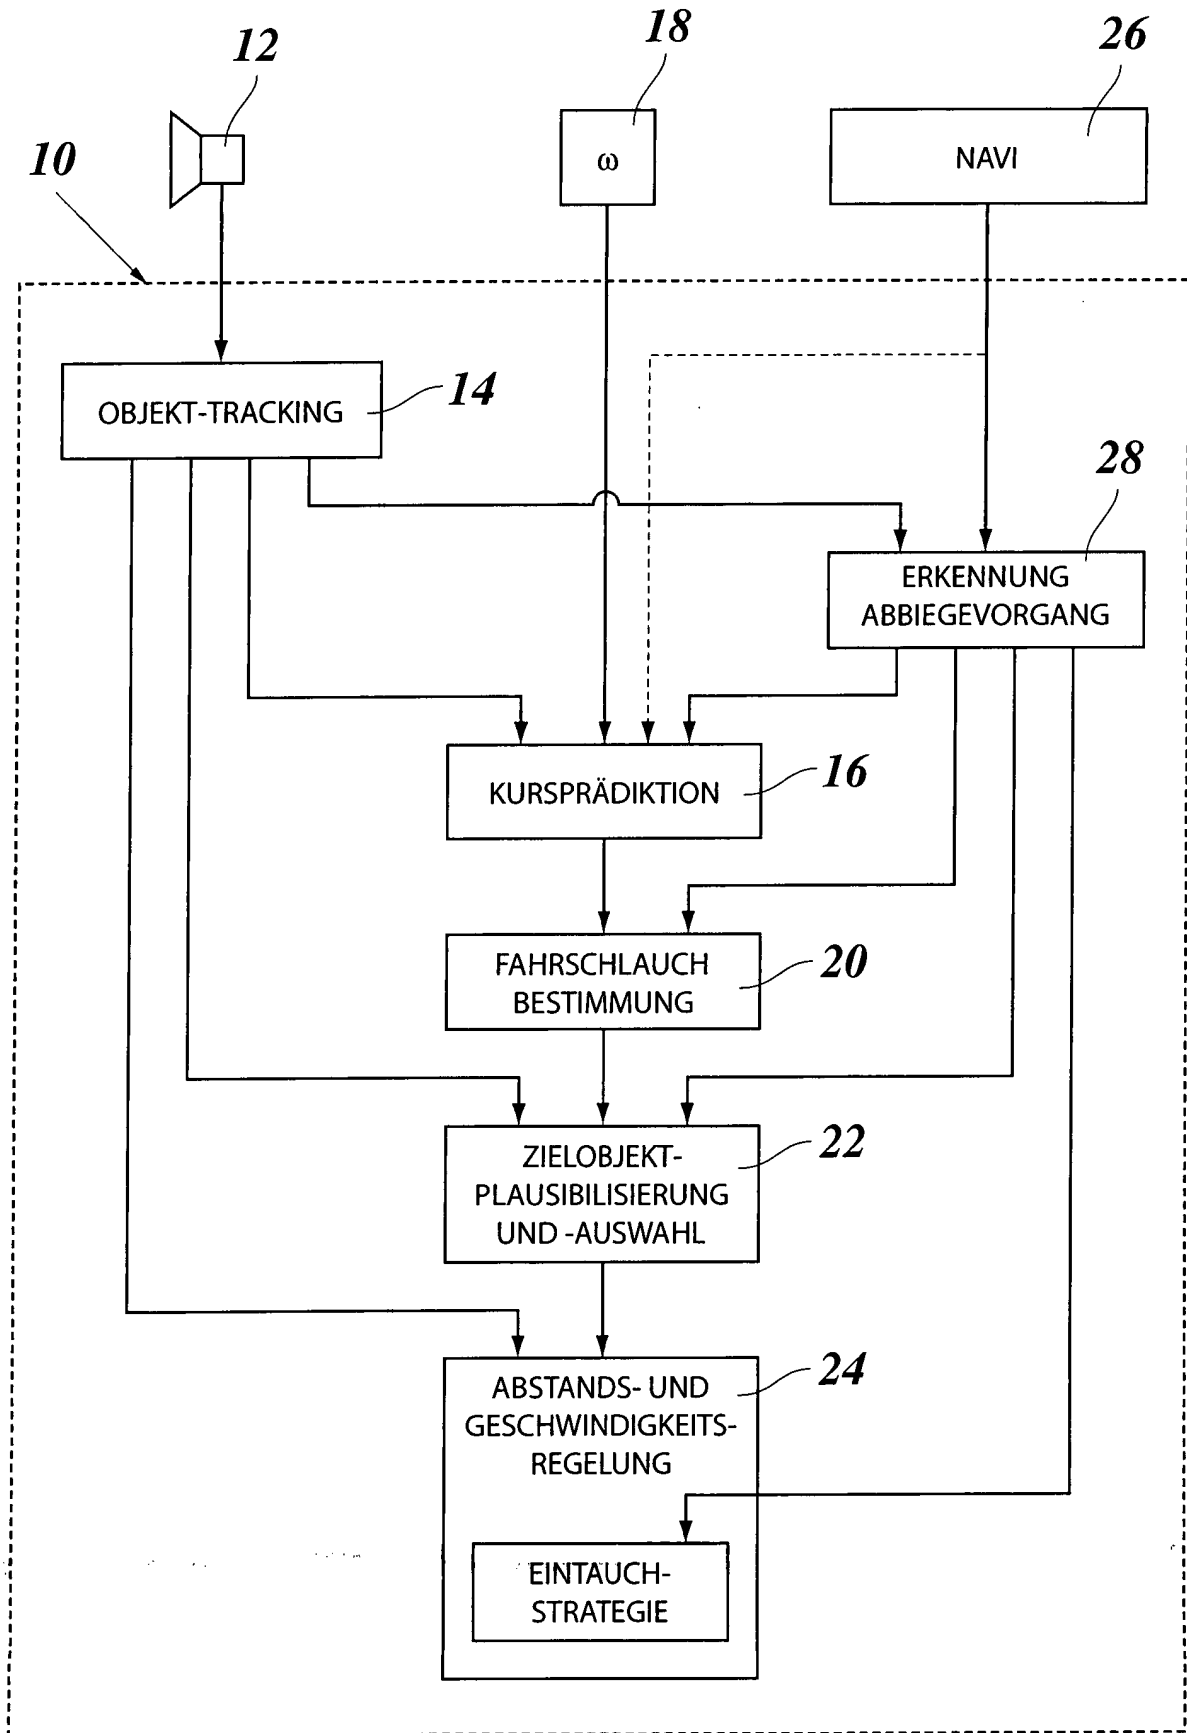 12
18
26
10
ω
NAVI
OBJEKT-TRACKING
14
28
ERKENNUNG
ABBIEGEVORGANG
KURSPRÄDIKTION
16
FAHRSCHLAUCH
BESTIMMUNG
20
ZIELOBJEKT-
PLAUSIBILISIERUNG
UND -AUSWAHL
22
ABSTANDS- UND
GESCHWINDIGKEITS-
REGELUNG
24
EINTAUCH-
STRATEGIE